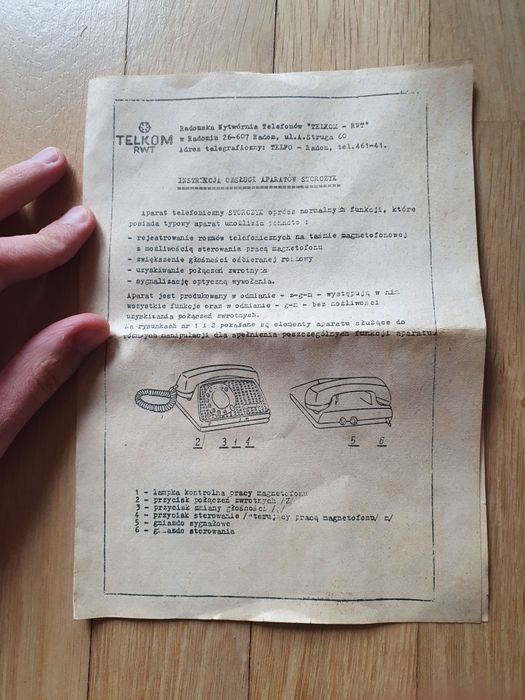 TELKOM
RWT
Radomska Wytwórnia Telefonów "TELKOM - RWT"
w Radomiu 26-607 Radom, ul.A.Struga 60
Adres telegraficzny: TELFO - Radom, tel.461-41.
INSTRUKCJA OBSŁUGI APARATÓW STORCZYK
Aparat telefoniczny STORCZYK oprócz normalnych funkcji, które
posiada typowy aparat umożliwia ponadto :
- rejestrowanie rozmów telefonicznych na taśmie magnetofonowej
z możliwością sterowania pracą magnetofonu
- zwiększenie głośności odbieranej rozmowy
- uzyskiwanie połączeń zwrotnych
- sygnalizację optyczną wywołania.
Aparat jest produkowany w odmianie - z-g-m - występują w nim
wszystkie funkcje oraz w odmianie - g-m - bez możliwości
uzyskiwania połączeń zwrotnych.
Na rysunkach nr 1 i 2 pokazane są elementy aparatu służące do
różnych manipulacji dla spełnienia poszczególnych funkcji aparatu.
2 3 1 4 5 6
1 - lampka kontrolna pracy magnetofonu
2 - przycisk połączeń zwrotnych /Z/
3 - przycisk zmiany głośności
4 - przycisk sterowania /sterujący pracą magnetofonu/
5 - gniazdo sygnałowe
6 - gniazdo sterowania